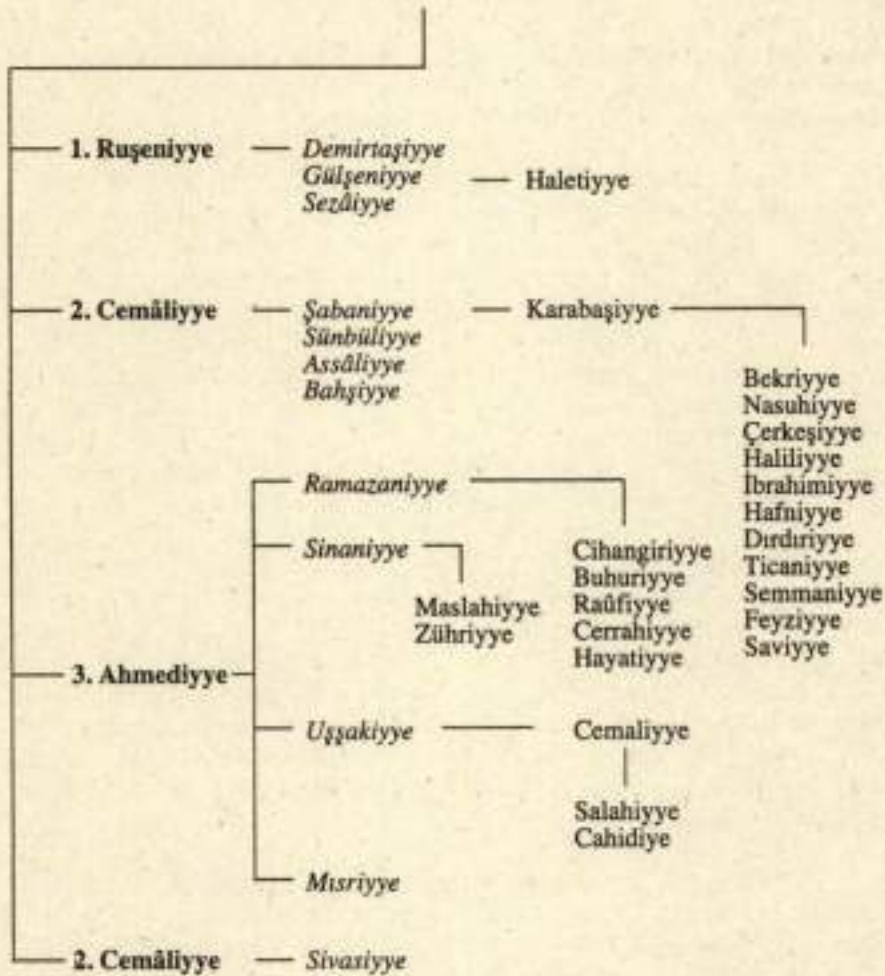 1. Ruşeniyye
Demirtaşiyye
Gülşeniyye
Sezâiyye
Haletiyye
2. Cemâliyye
Şabaniyye
Sünbüliyye
Assâliyye
Bahşiyye
Karabaşiyye
Bekriyye
Nasuhiyye
Çerkeşiyye
Haliliyye
İbrahimiyye
Hafniyye
Dırdıriyye
Ticaniyye
Semmaniyye
Feyziyye
Saviyye
3. Ahmediyye
Ramazaniyye
Cihangiriyye
Buhuriyye
Raûfiyye
Cerrahiyye
Hayatiyye
Sinaniyye
Maslahiyye
Zühriyye
Uşşakiyye
Cemaliyye
Salahiyye
Cahidiye
Mısriyye
2. Cemâliyye
Sivasiyye